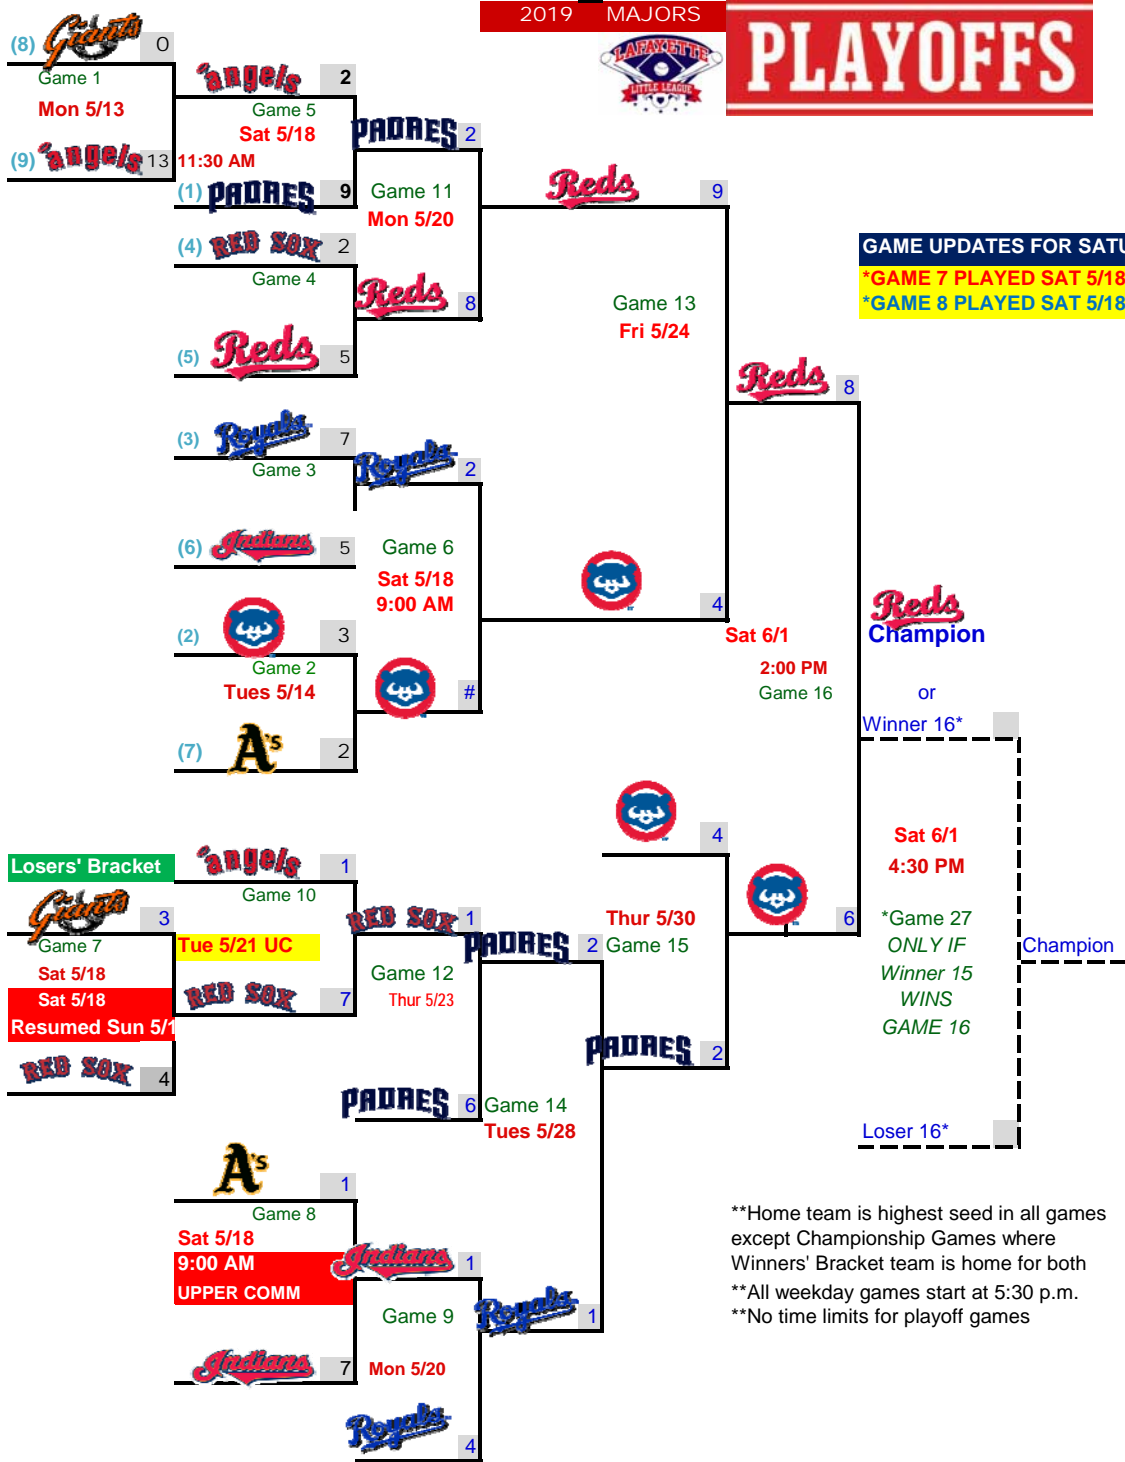 2019 MAJORS
PLAYOFFS
LAFAYETTE
LITTLE LEAGUE
(8) Giants 0
Game 1
Mon 5/13
(9) angels 13
angels 2
Game 5
Sat 5/18
11:30 AM
(1) PADRES 9
PADRES 2
Game 11
Mon 5/20
(4) RED SOX 2
Game 4
Reds 8
(5) Reds 5
Reds 9
Game 13
Fri 5/24
GAME UPDATES FOR SATU
*GAME 7 PLAYED SAT 5/18
*GAME 8 PLAYED SAT 5/18
Reds 8
(3) Royals 7
Game 3
Royals 2
(6) Indians 5
Game 6
Sat 5/18
9:00 AM
(2) 3
Game 2
Tues 5/14
#
(7) A's 2
4
Sat 6/1
2:00 PM
Game 16
Reds
Champion
or
Winner 16*
Losers' Bracket
angels 1
Game 10
Giants 3
Game 7
Sat 5/18
Sat 5/18
Resumed Sun 5/1
RED SOX 4
Tue 5/21 UC
RED SOX 7
RED SOX 1
Game 12
Thur 5/23
PADRES 6
PADRES 2
Game 14
Tues 5/28
4
Thur 5/30
Game 15
PADRES 2
6
Sat 6/1
4:30 PM
*Game 27
ONLY IF
Winner 15
WINS
GAME 16
Champion
Loser 16*
A's 1
Game 8
Sat 5/18
9:00 AM
UPPER COMM
Indians 7
Indians 1
Game 9
Mon 5/20
Royals 4
Royals 1
**Home team is highest seed in all games
except Championship Games where
Winners' Bracket team is home for both
**All weekday games start at 5:30 p.m.
**No time limits for playoff games